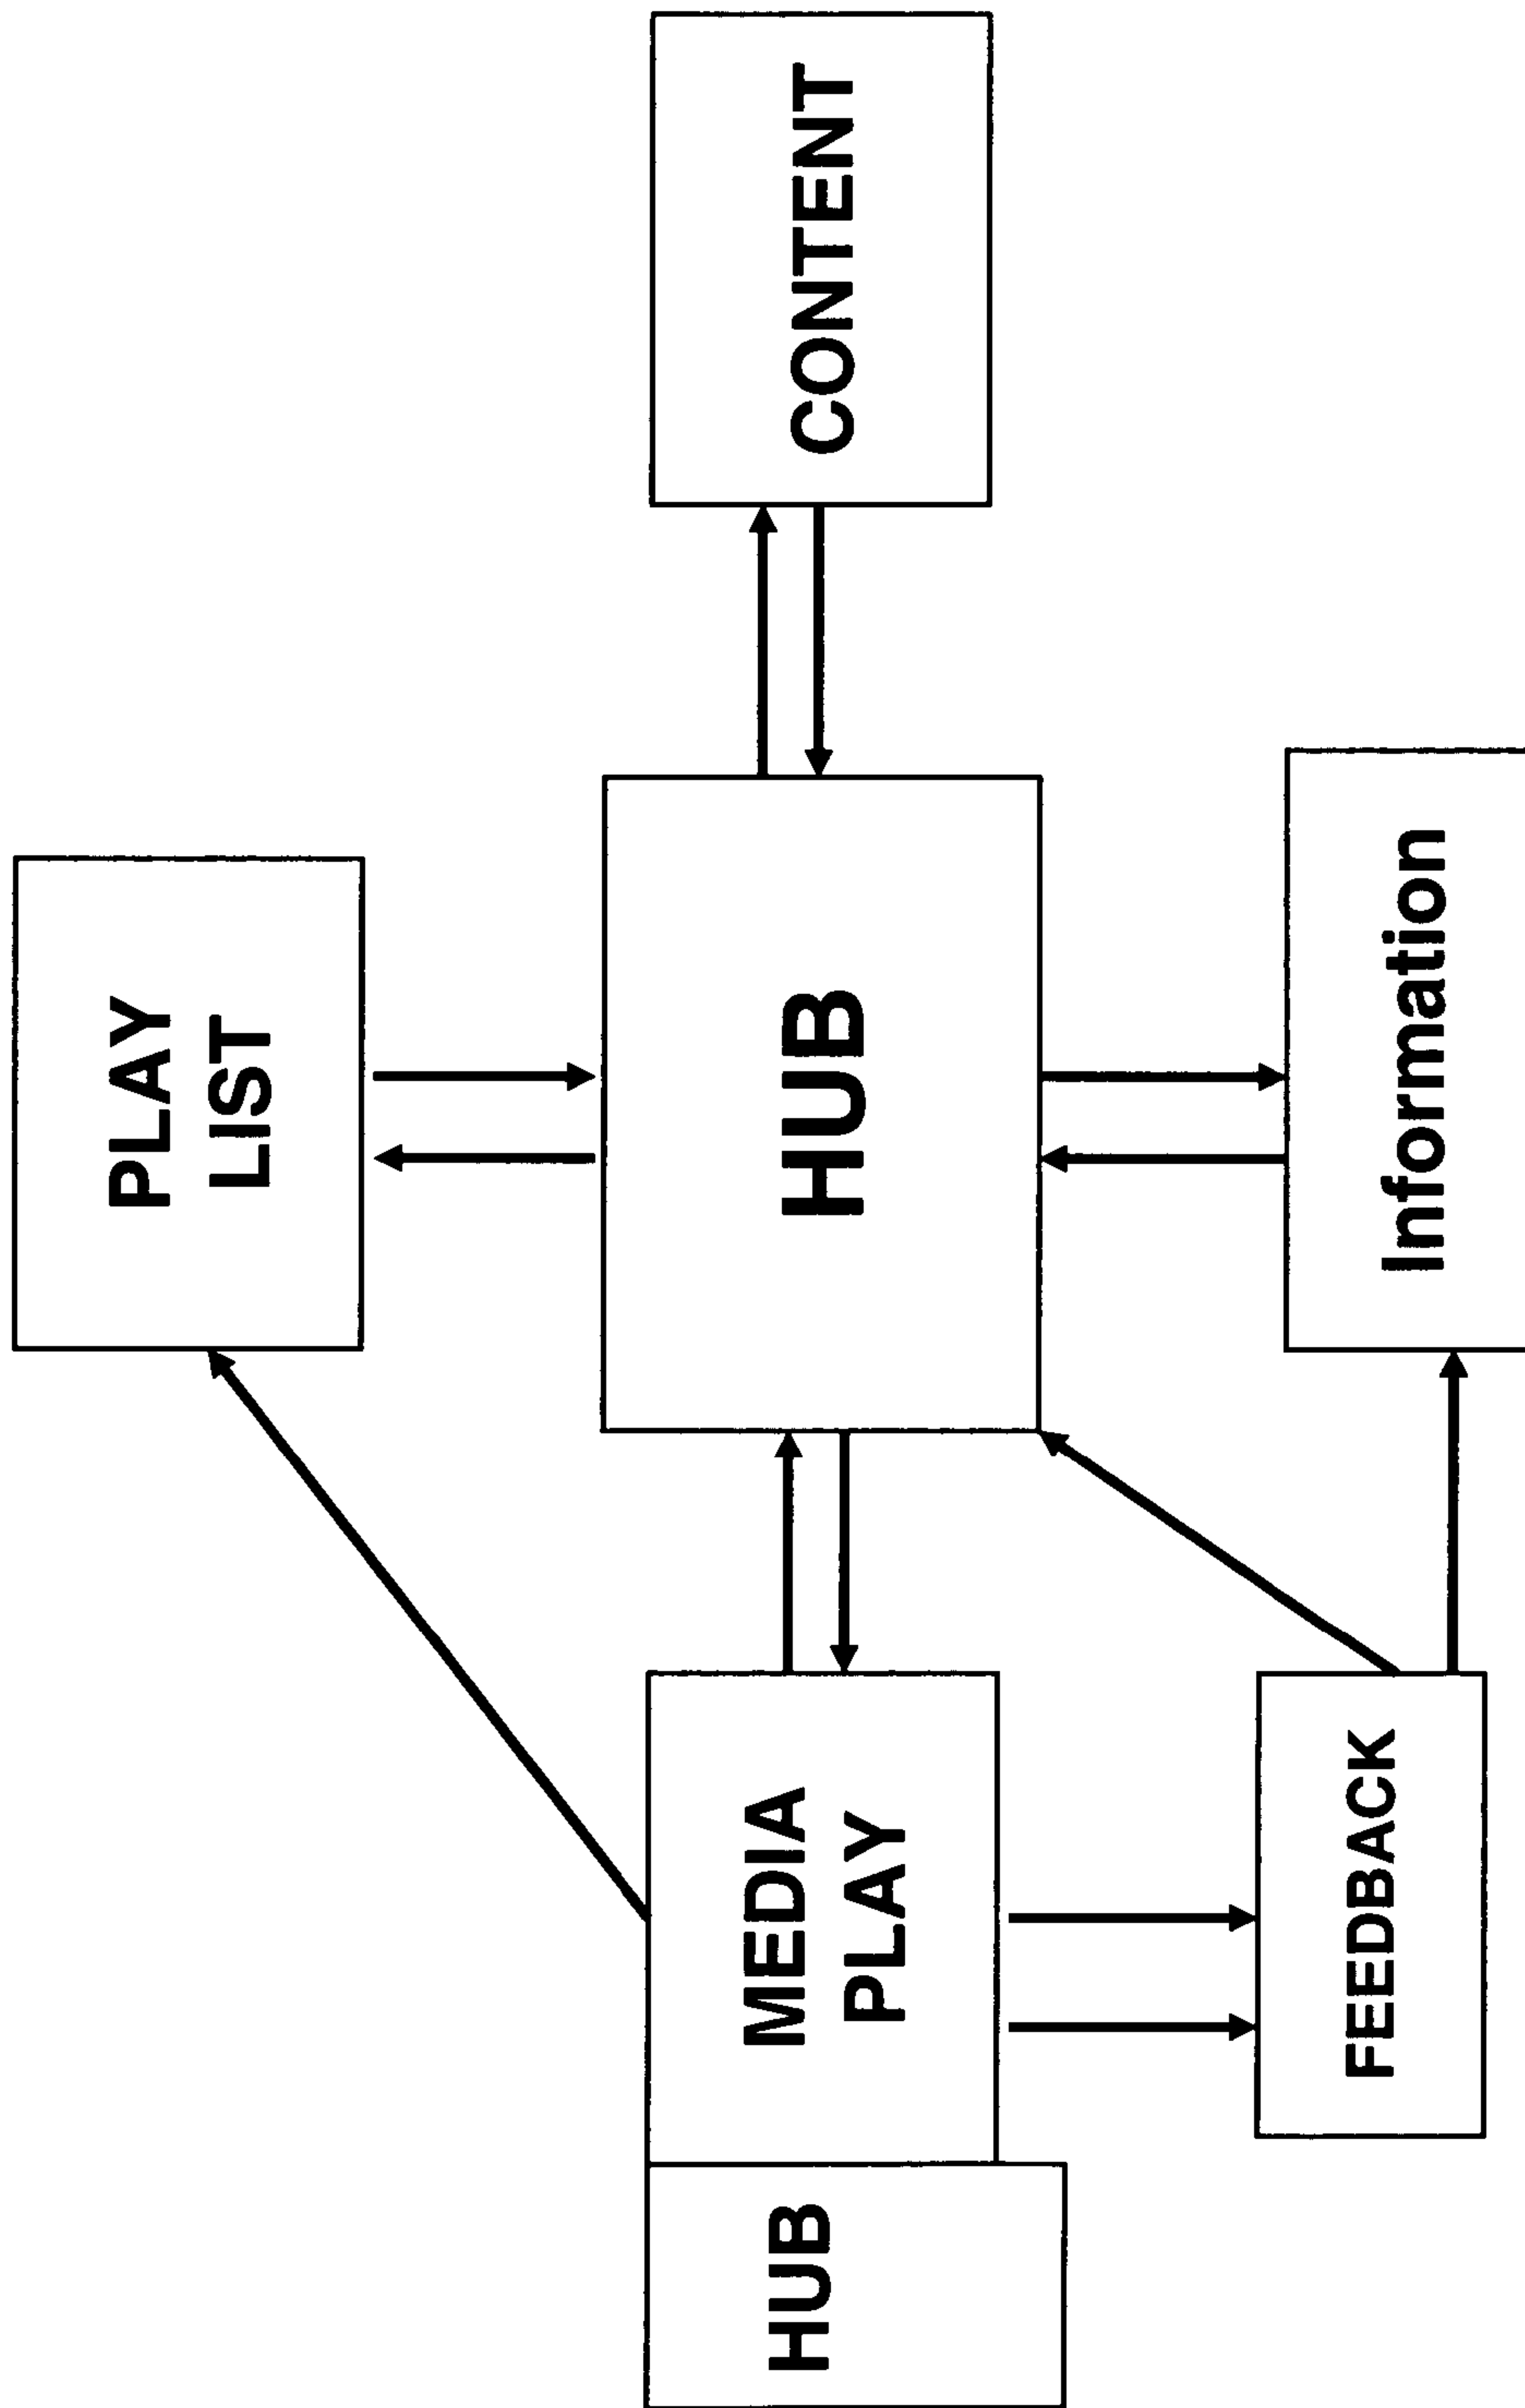 PLAY
LIST
HUB
MEDIA
PLAY
HUB
CONTENT
FEEDBACK
Information